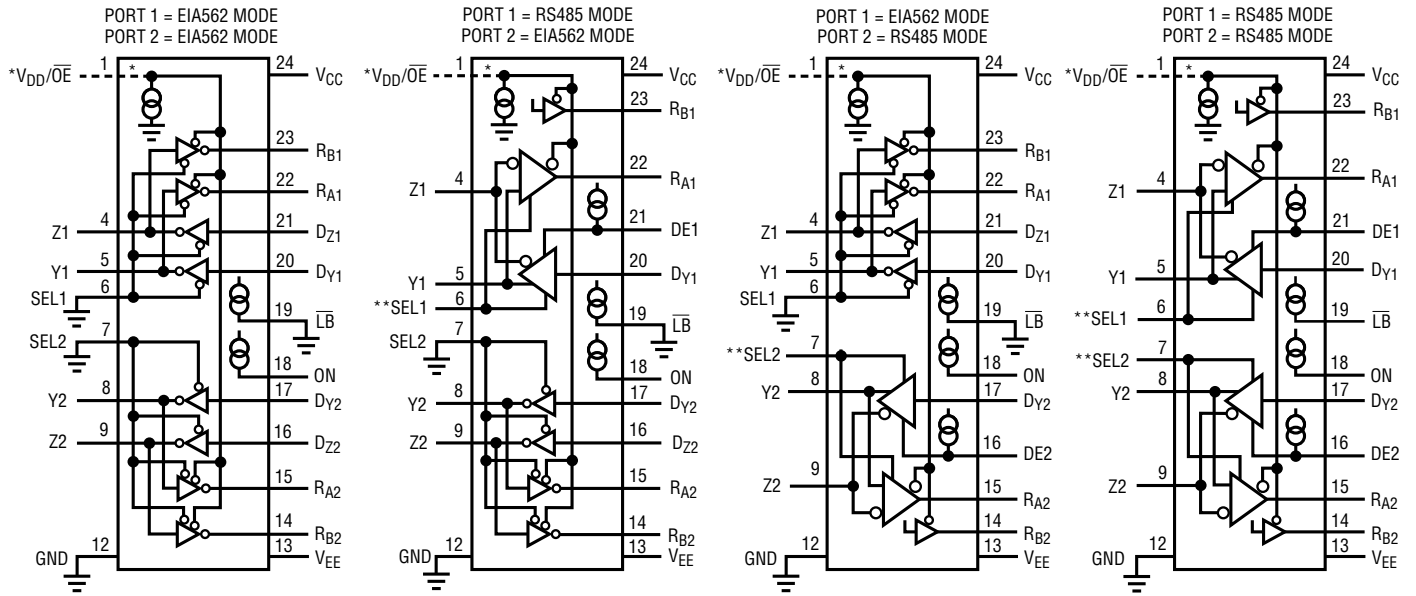 PORT 1 = EIA562 MODE
PORT 2 = EIA562 MODE
*VDD/OE
1
*
24
VCC
23
RB1
22
RA1
Z1
4
21
DZ1
Y1
5
20
DY1
SEL1
6
19
LB
SEL2
7
18
ON
Y2
8
17
DY2
Z2
9
16
DZ2
15
RA2
14
RB2
GND
12
13
VEE
PORT 1 = RS485 MODE
PORT 2 = EIA562 MODE
*VDD/OE
1
*
24
VCC
23
RB1
Z1
4
22
RA1
21
DE1
Y1
5
20
DY1
**SEL1
6
19
LB
SEL2
7
18
ON
Y2
8
17
DY2
Z2
9
16
DZ2
15
RA2
14
RB2
GND
12
13
VEE
PORT 1 = EIA562 MODE
PORT 2 = RS485 MODE
*VDD/OE
1
*
24
VCC
23
RB1
22
RA1
Z1
4
21
DZ1
Y1
5
20
DY1
SEL1
6
19
LB
**SEL2
7
18
ON
Y2
8
17
DY2
16
DE2
Z2
9
15
RA2
14
RB2
GND
12
13
VEE
PORT 1 = RS485 MODE
PORT 2 = RS485 MODE
*VDD/OE
1
*
24
VCC
23
RB1
Z1
4
22
RA1
21
DE1
Y1
5
20
DY1
**SEL1
6
19
LB
**SEL2
7
18
ON
Y2
8
17
DY2
16
DE2
Z2
9
15
RA2
14
RB2
GND
12
13
VEE